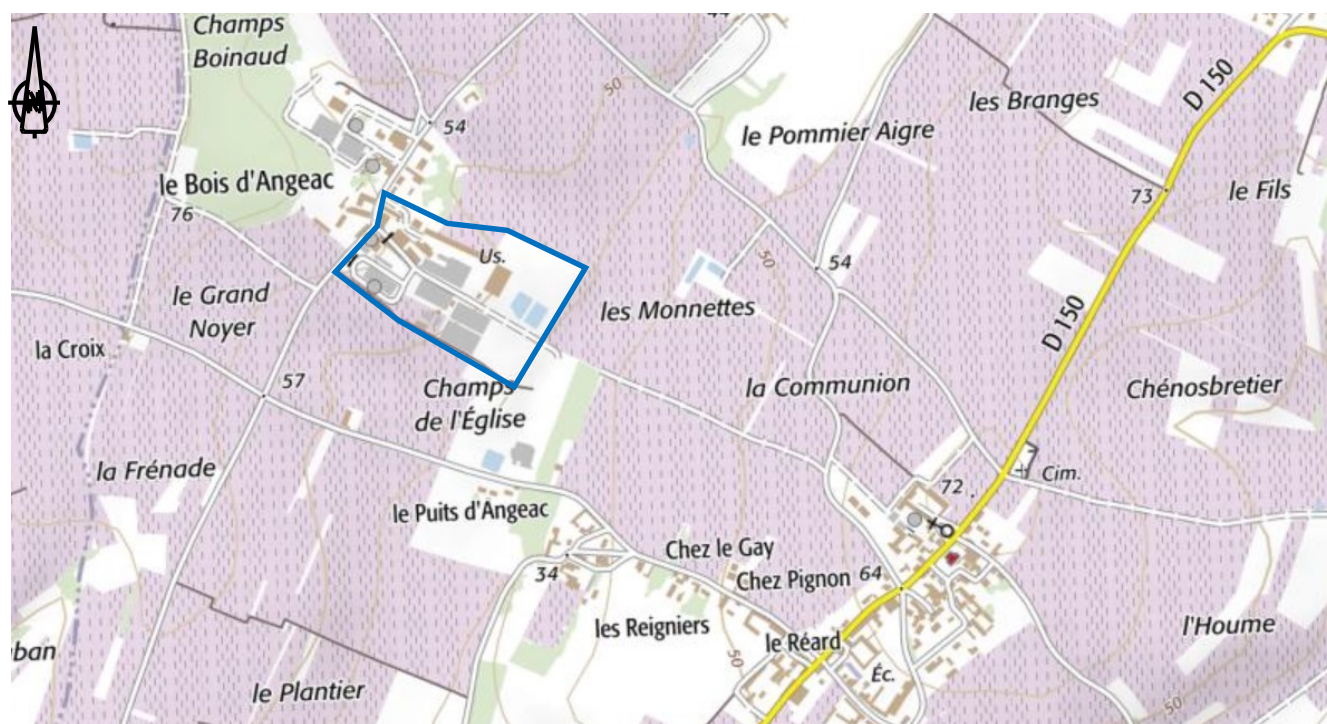 Champs
Boinaud
N
54
50
le Bois d'Angeac
76
les Branges
D 150
le Pommier Aigre
73
le Fils
Us.
50
54
le Grand
Noyer
les Monnettes
D 150
la Croix
57
Champs
de l'Église
la Communion
Chénosbretier
la Frénade
72
Cim.
le Puits d'Angeac
34
Chez le Gay
Chez Pignon
64
les Reigniers
le Réard
50
Éc.
l'Houme
ban
le Plantier
50